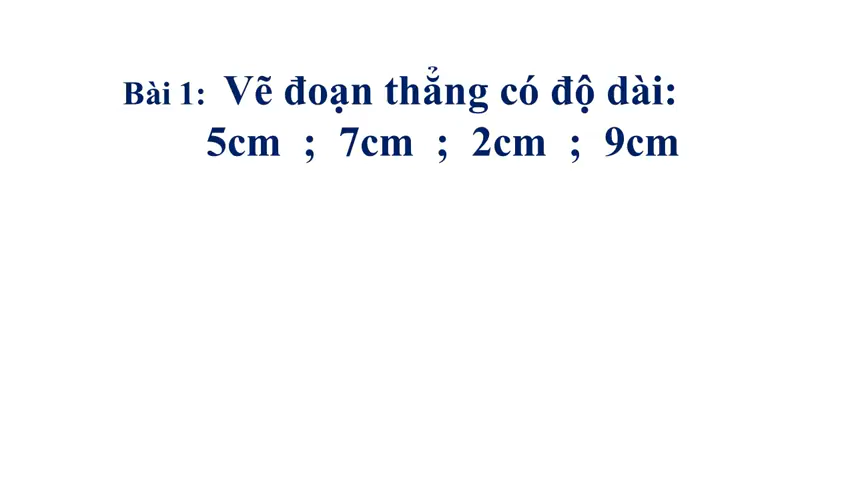 Bài 1: Vẽ đoạn thẳng có độ dài:
5cm ; 7cm ; 2cm ; 9cm